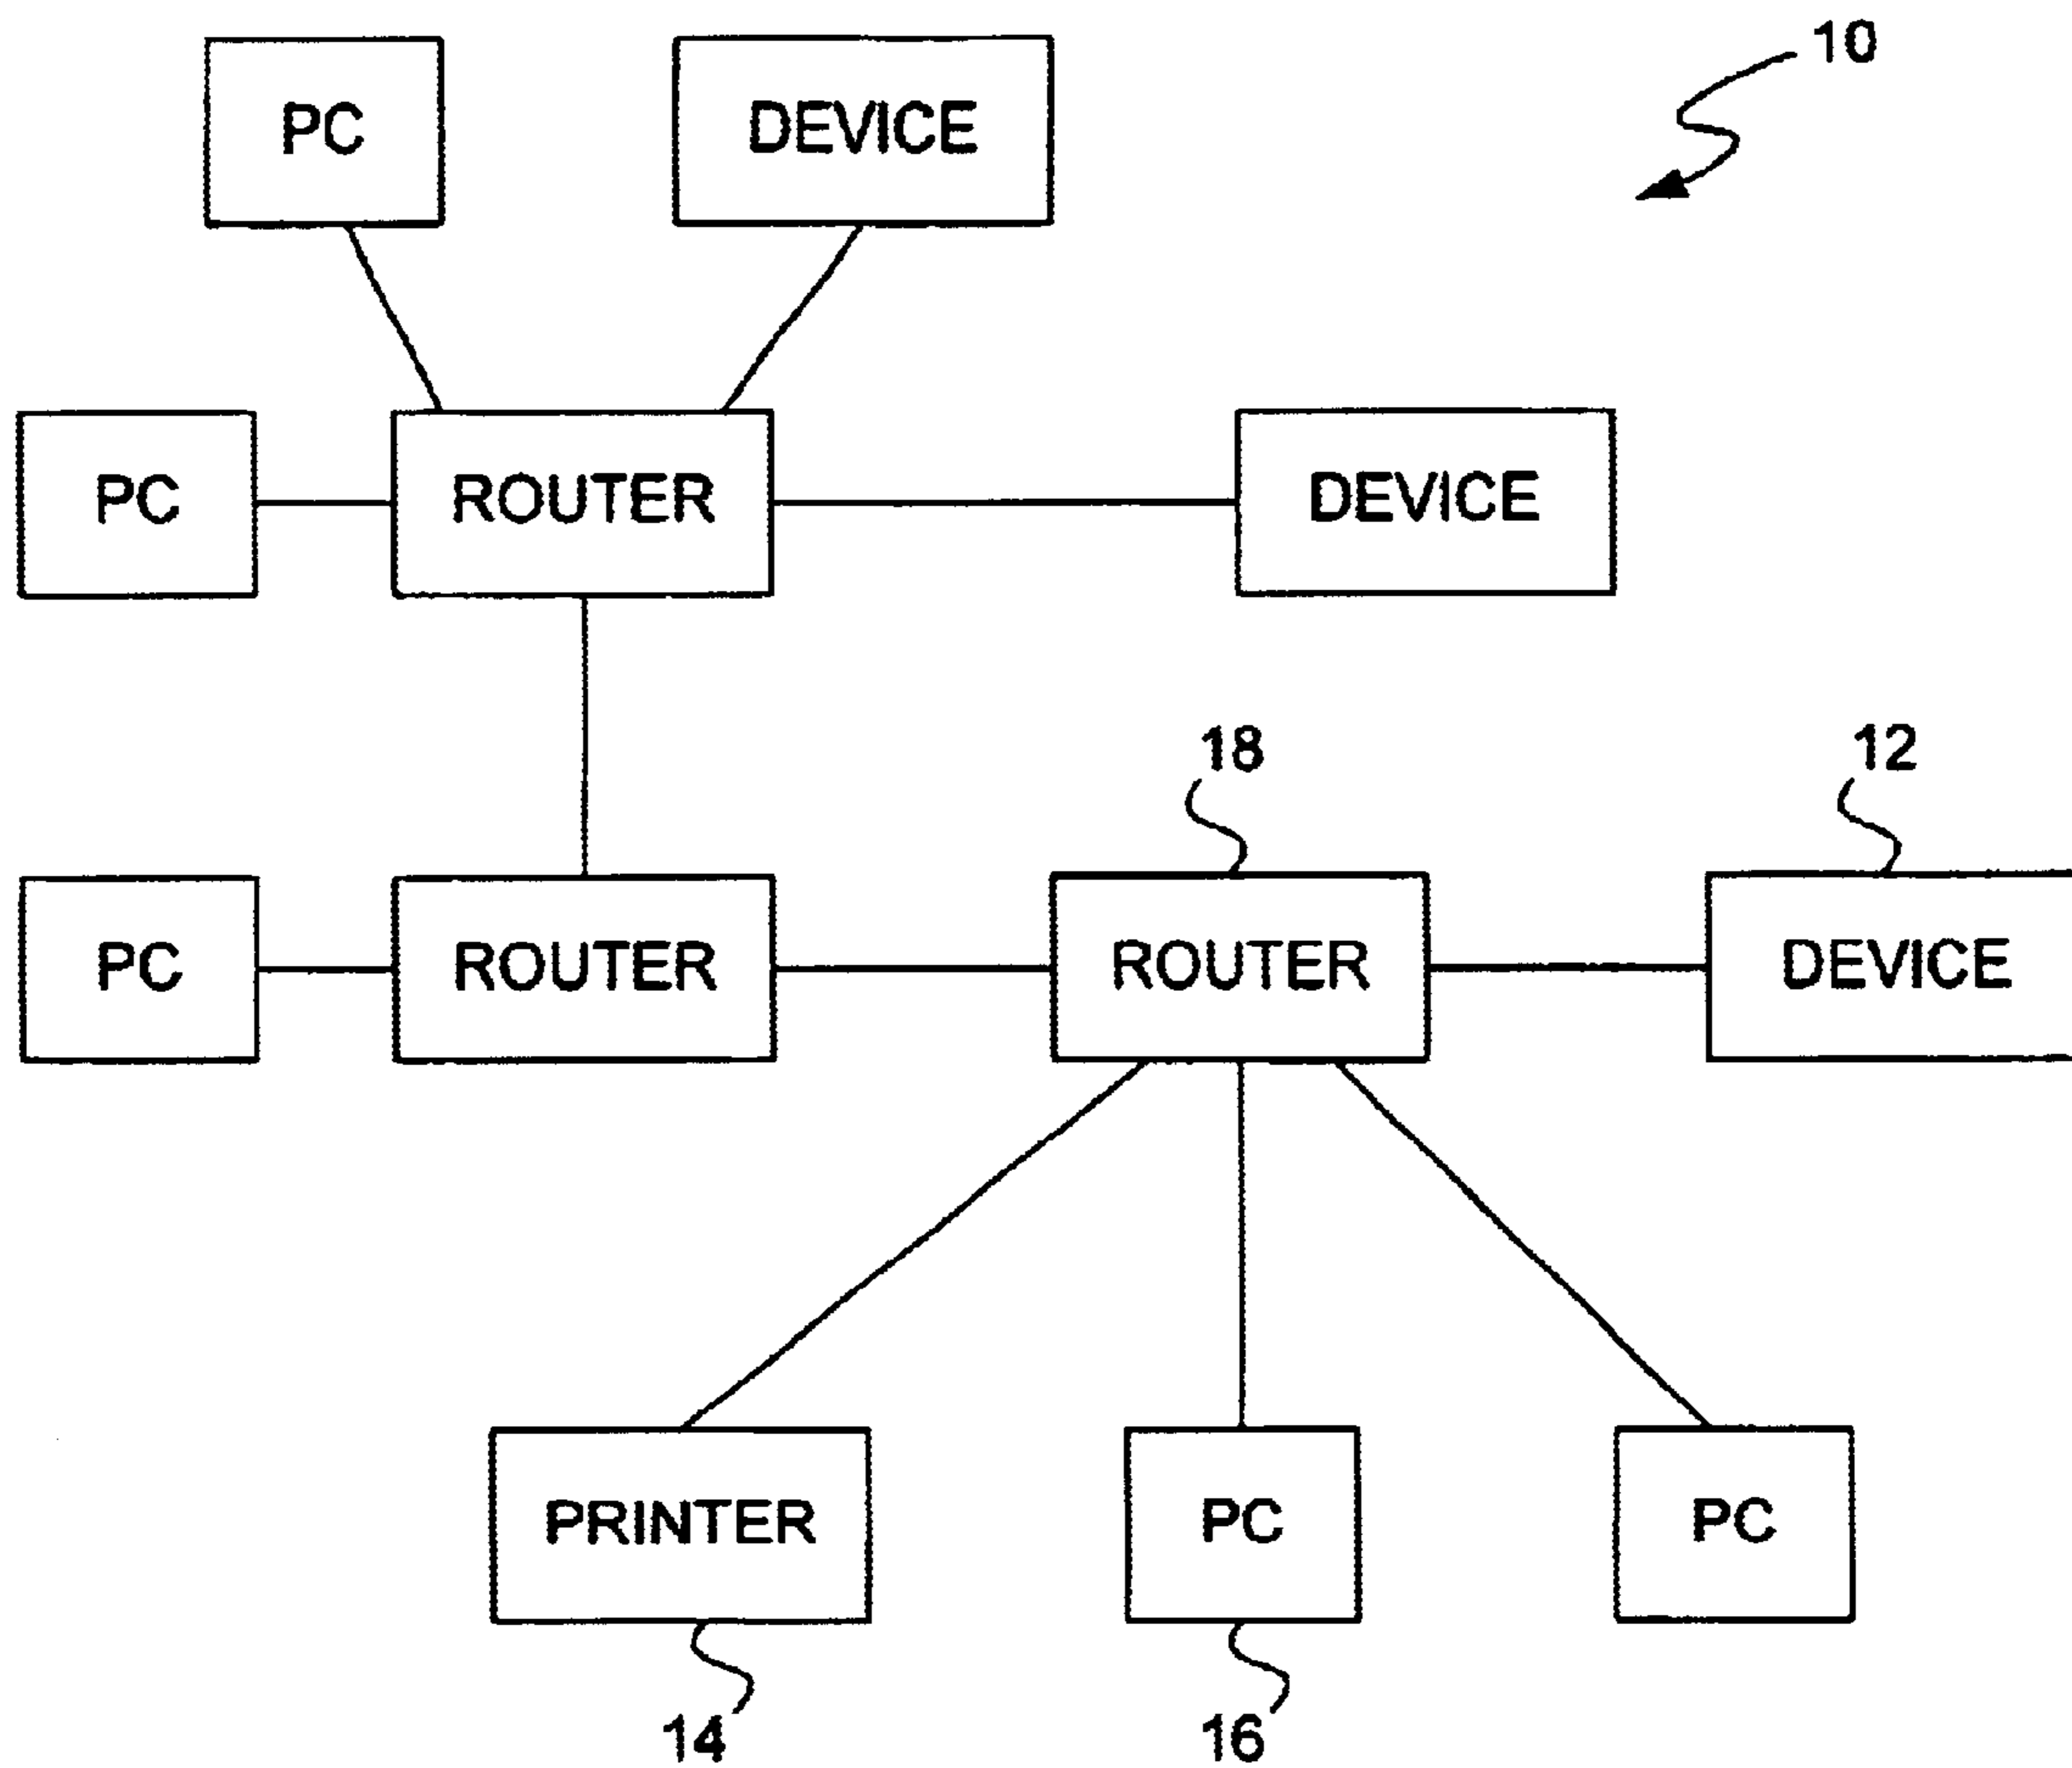 10
PC
DEVICE
PC
ROUTER
DEVICE
18
12
PC
ROUTER
ROUTER
DEVICE
PRINTER
PC
PC
14
16